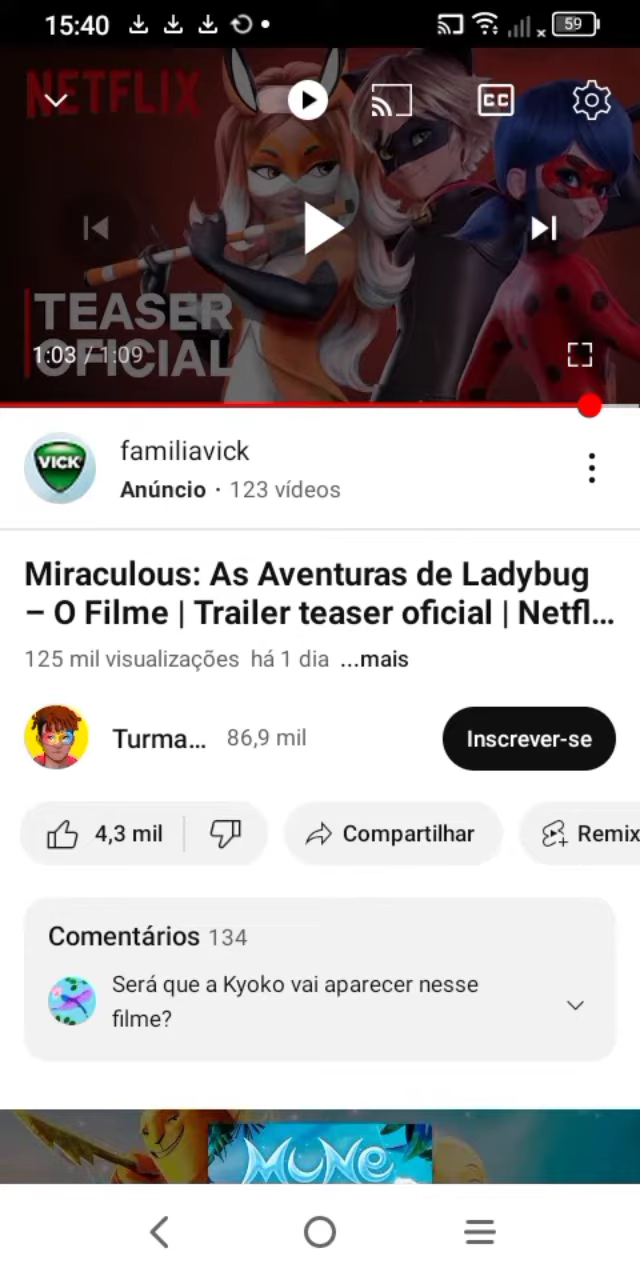 15:40
59
NETFLIX
CC
TEASER
OFICIAL
1:03 / 1:09
VICK
familiavick
Anúncio · 123 vídeos
Miraculous: As Aventuras de Ladybug
– O Filme | Trailer teaser oficial | Netfl...
125 mil visualizações há 1 dia ...mais
Turma... 86,9 mil
Inscrever-se
4,3 mil
Compartilhar
Remix
Comentários 134
Será que a Kyoko vai aparecer nesse
filme?
MUNE